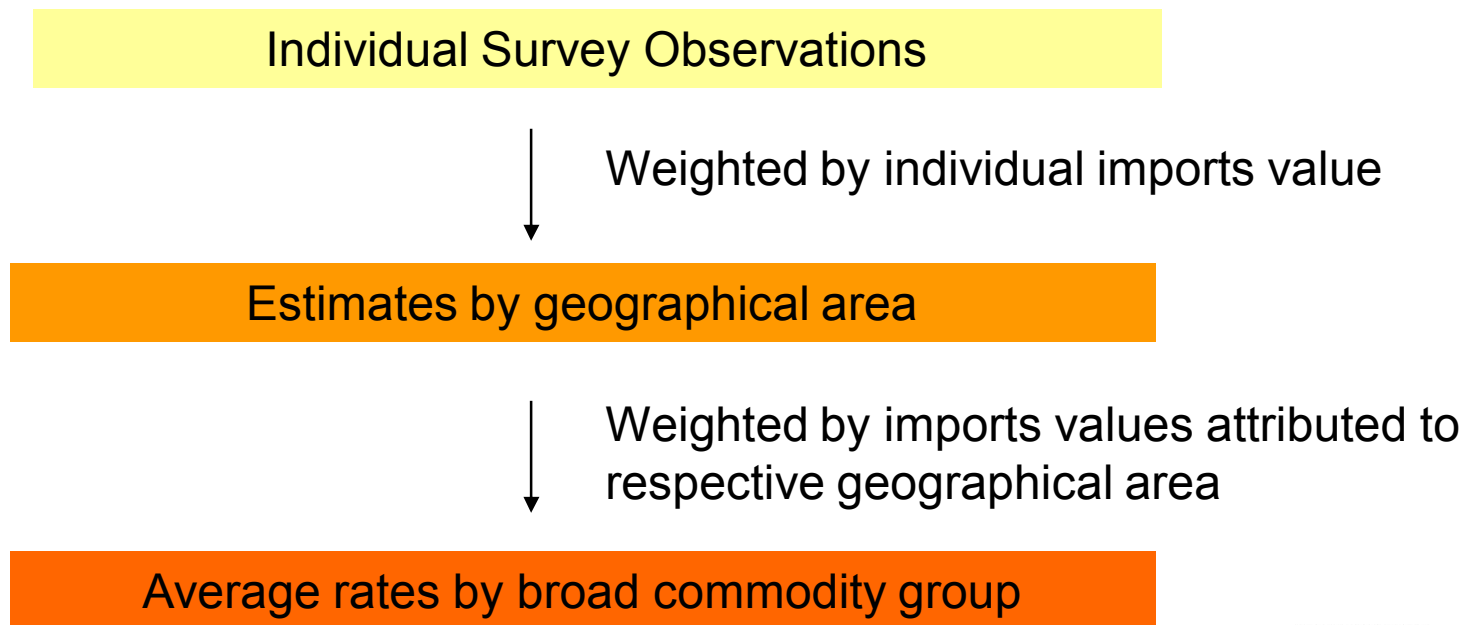 Individual Survey Observations
Weighted by individual imports value
Estimates by geographical area
Weighted by imports values attributed to
respective geographical area
Average rates by broad commodity group